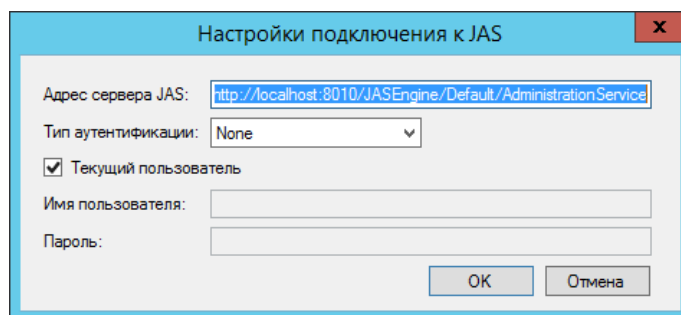 Настройки подключения к JAS
x
Адрес сервера JAS: http://localhost:8010/JASEngine/Default/AdministrationService
Тип аутентификации: None
Текущий пользователь
Имя пользователя:
Пароль:
OK Отмена